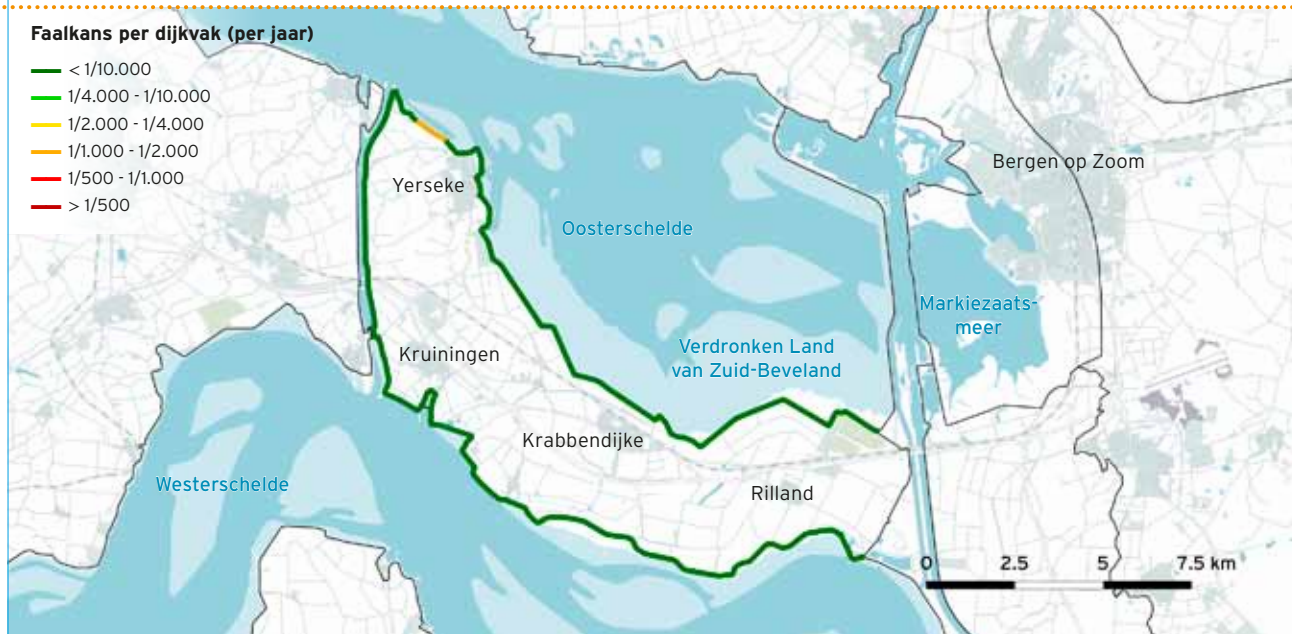 Faalkans per dijkvak (per jaar)
< 1/10.000
1/4.000 - 1/10.000
1/2.000 - 1/4.000
1/1.000 - 1/2.000
1/500 - 1/1.000
> 1/500
Bergen op Zoom
Yerseke
Oosterschelde
Markiezaats-
meer
Verdronken Land
van Zuid-Beveland
Kruiningen
Krabbendijke
Westerschelde
Rilland
0 2.5 5 7.5 km